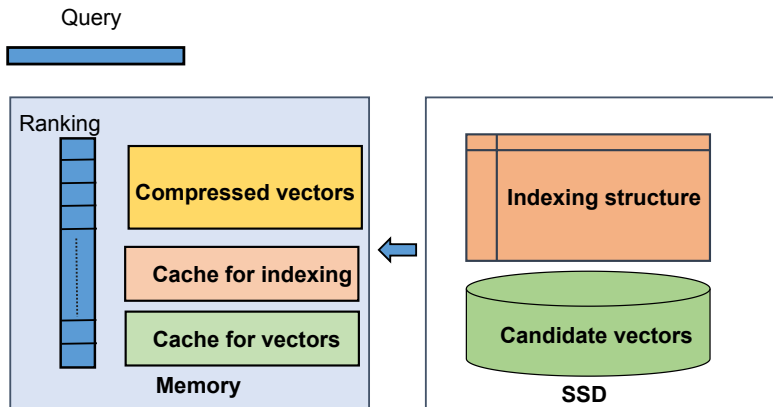 Query
Ranking
Compressed vectors
Cache for indexing
Cache for vectors
Memory
Indexing structure
Candidate vectors
SSD